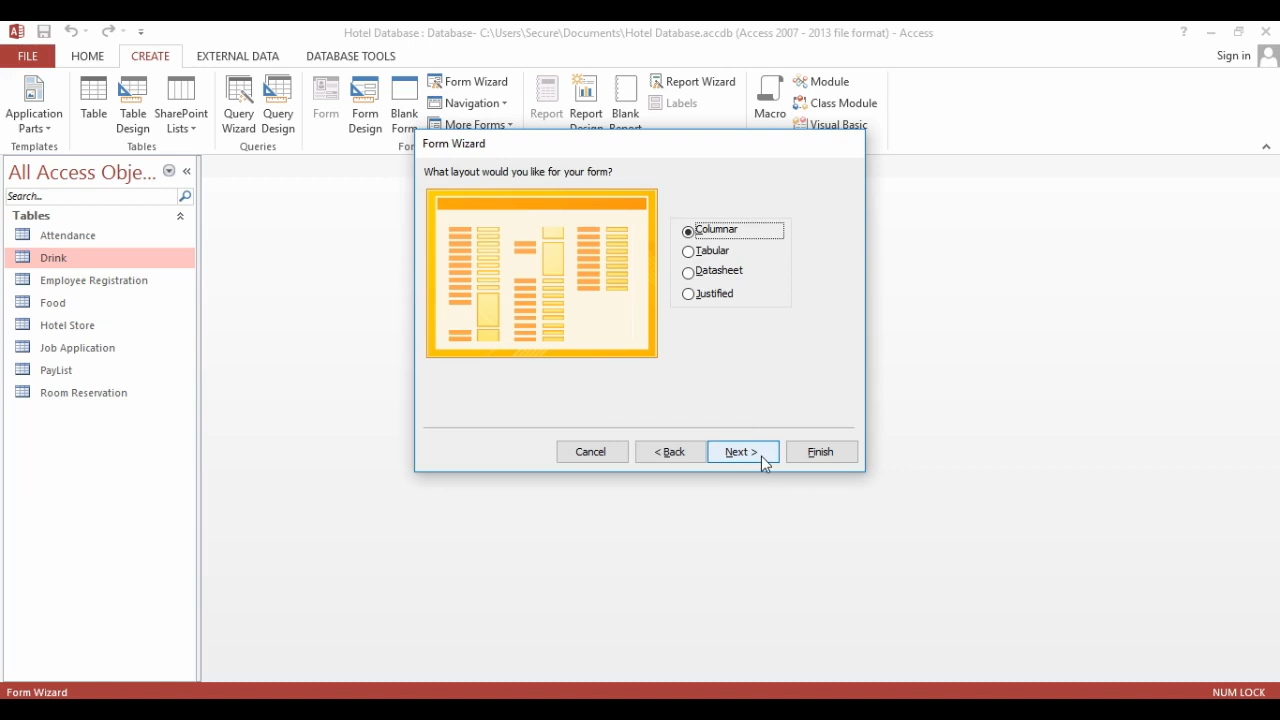 Hotel Database : Database- C:\Users\Secure\Documents\Hotel Database.accdb (Access 2007 - 2013 file format) - Access
?
FILE HOME CREATE EXTERNAL DATA DATABASE TOOLS Sign in
Application Parts
Table
Table Design
SharePoint Lists
Query Wizard
Query Design
Form
Form Design
Blank Form
Form Wizard
Navigation
More Forms
Report
Report Design
Blank Report
Report Wizard
Labels
Macro
Module
Class Module
Visual Basic
Templates Tables Queries For
All Access Obje... «
Search...
Tables
Attendance
Drink
Employee Registration
Food
Hotel Store
Job Application
PayList
Room Reservation
Form Wizard
What layout would you like for your form?
Columnar
Tabular
Datasheet
Justified
Cancel < Back Next > Finish
Form Wizard NUM LOCK